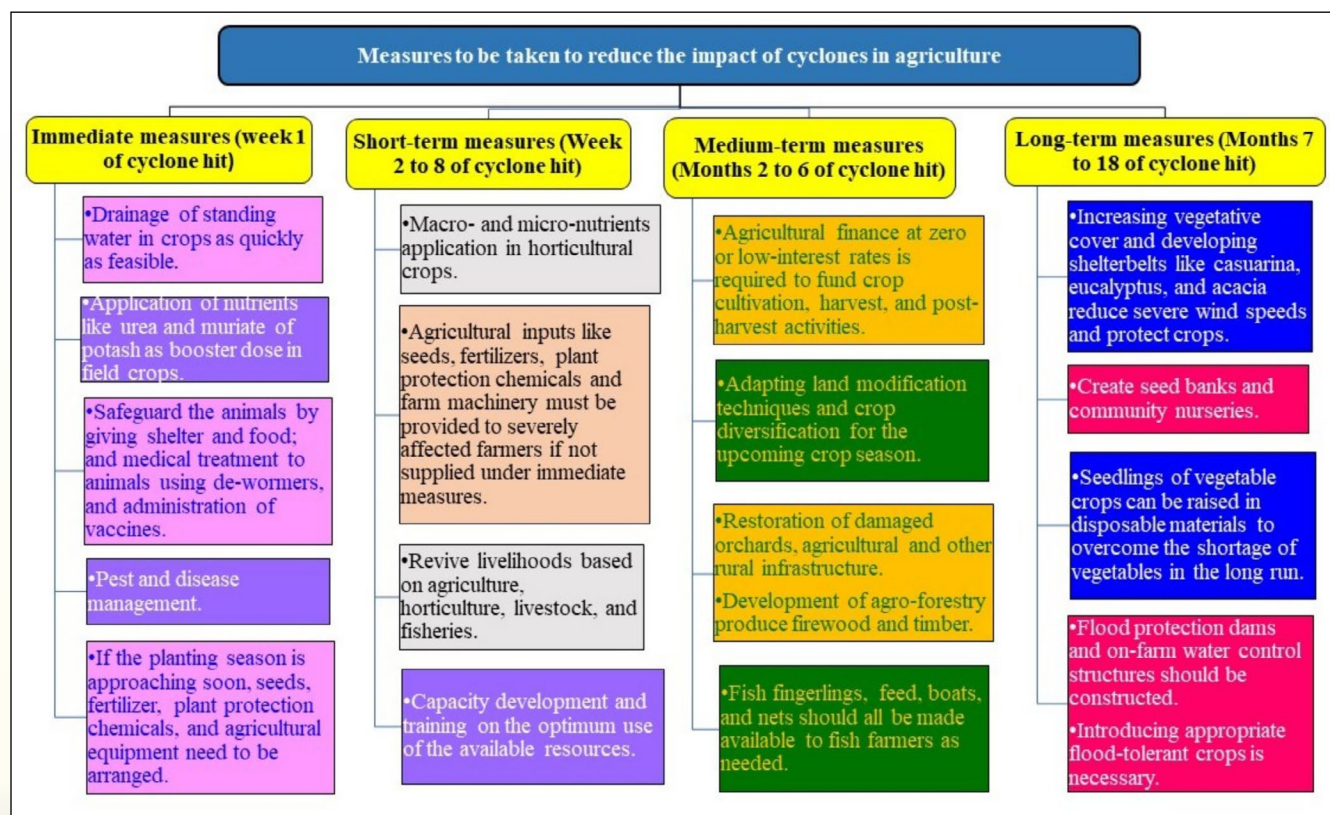 Measures to be taken to reduce the impact of cyclones in agriculture
Immediate measures (week 1
of cyclone hit)
•Drainage of standing
water in crops as quickly
as feasible.
•Application of nutrients
like urea and muriate of
potash as booster dose in
field crops.
•Safeguard the animals by
giving shelter and food;
and medical treatment to
animals using de-wormers,
and administration of
vaccines.
•Pest and disease
management.
•If the planting season is
approaching soon, seeds,
fertilizer, plant protection
chemicals, and agricultural
equipment need to be
arranged.
Short-term measures (Week
2 to 8 of cyclone hit)
•Macro- and micro-nutrients
application in horticultural
crops.
•Agricultural inputs like
seeds, fertilizers, plant
protection chemicals and
farm machinery must be
provided to severely
affected farmers if not
supplied under immediate
measures.
•Revive livelihoods based
on agriculture,
horticulture, livestock, and
fisheries.
•Capacity development and
training on the optimum use
of the available resources.
Medium-term measures
(Months 2 to 6 of cyclone hit)
•Agricultural finance at zero
or low-interest rates is
required to fund crop
cultivation, harvest, and post-
harvest activities.
•Adapting land modification
techniques and crop
diversification for the
upcoming crop season.
•Restoration of damaged
orchards, agricultural and other
rural infrastructure.
•Development of agro-forestry
produce firewood and timber.
•Fish fingerlings, feed, boats,
and nets should all be made
available to fish farmers as
needed.
Long-term measures (Months 7
to 18 of cyclone hit)
•Increasing vegetative
cover and developing
shelterbelts like casuarina,
eucalyptus, and acacia
reduce severe wind speeds
and protect crops.
•Create seed banks and
community nurseries.
•Seedlings of vegetable
crops can be raised in
disposable materials to
overcome the shortage of
vegetables in the long run.
•Flood protection dams
and on-farm water control
structures should be
constructed.
•Introducing appropriate
flood-tolerant crops is
necessary.